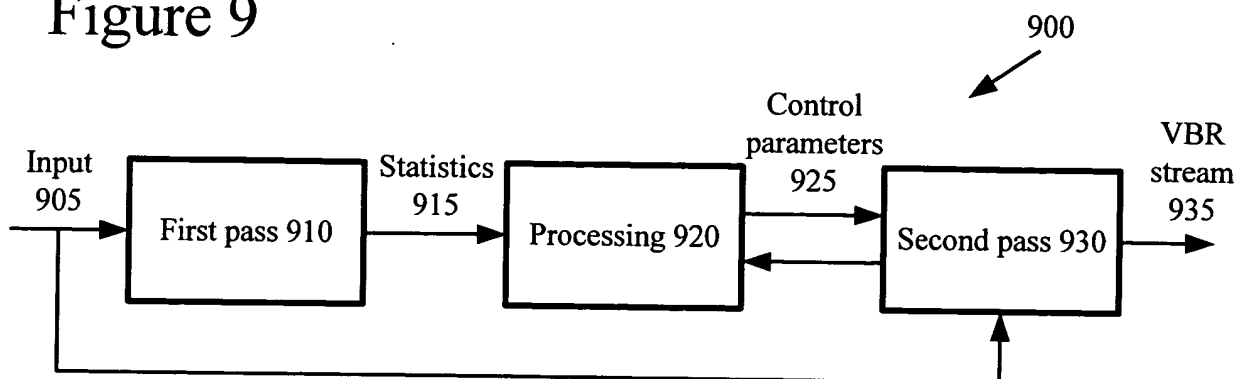 Figure 9
900
Input
905
First pass 910
Statistics
915
Processing 920
Control
parameters
925
Second pass 930
VBR
stream
935